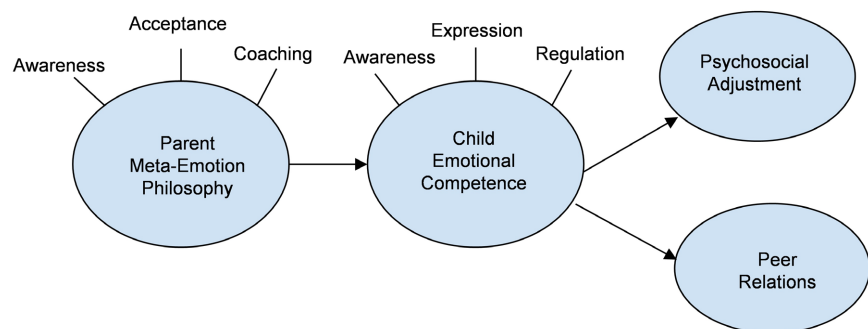 Awareness
Acceptance
Coaching
Parent
Meta-Emotion
Philosophy
Awareness
Expression
Regulation
Child
Emotional
Competence
Psychosocial
Adjustment
Peer
Relations